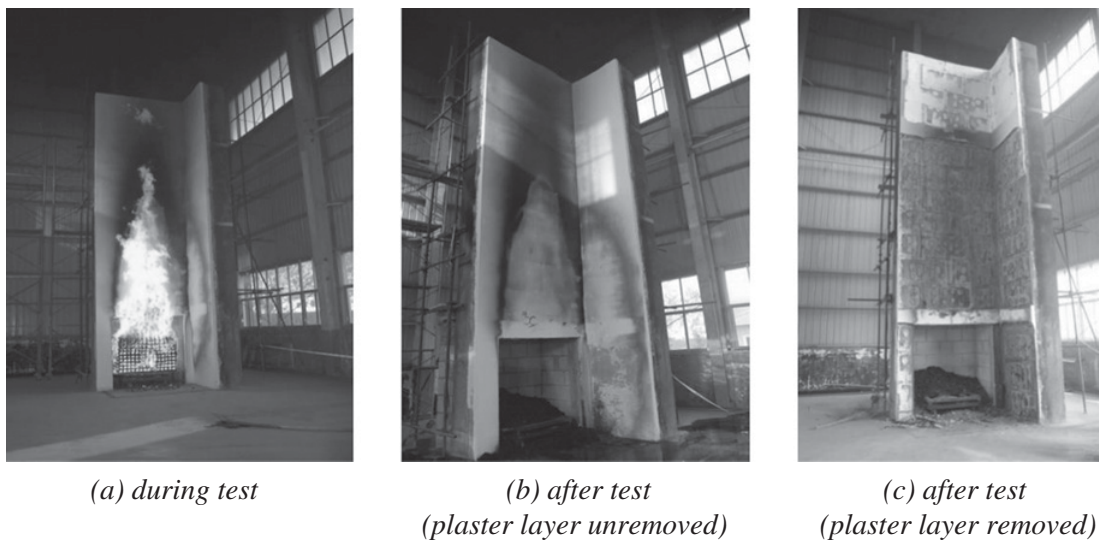 (a) during test
(b) after test
(plaster layer unremoved)
(c) after test
(plaster layer removed)